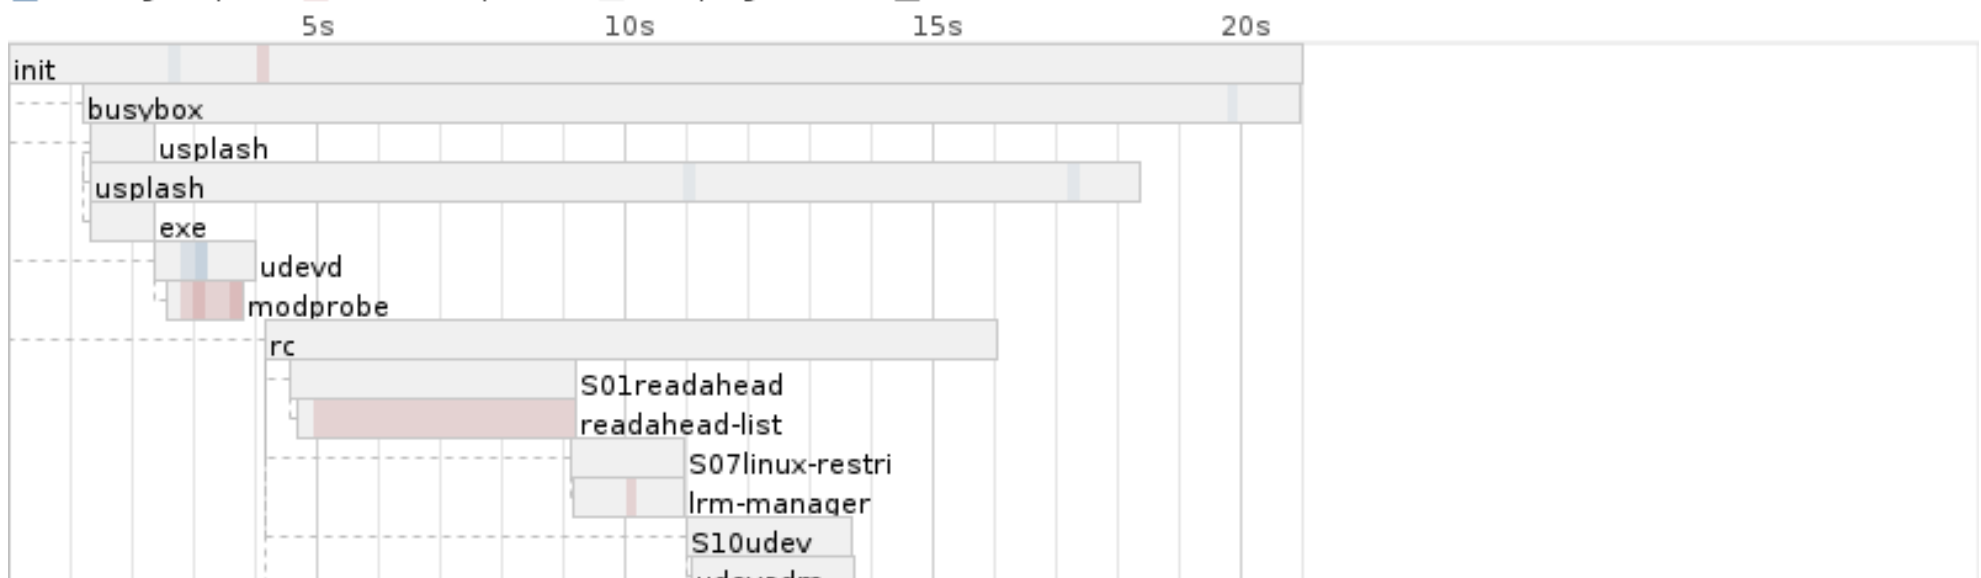 5s 10s 15s 20s
init
busybox
usplash
usplash
exe
udevd
modprobe
rc
S01readahead
readahead-list
S07linux-restri
lrm-manager
S10udev